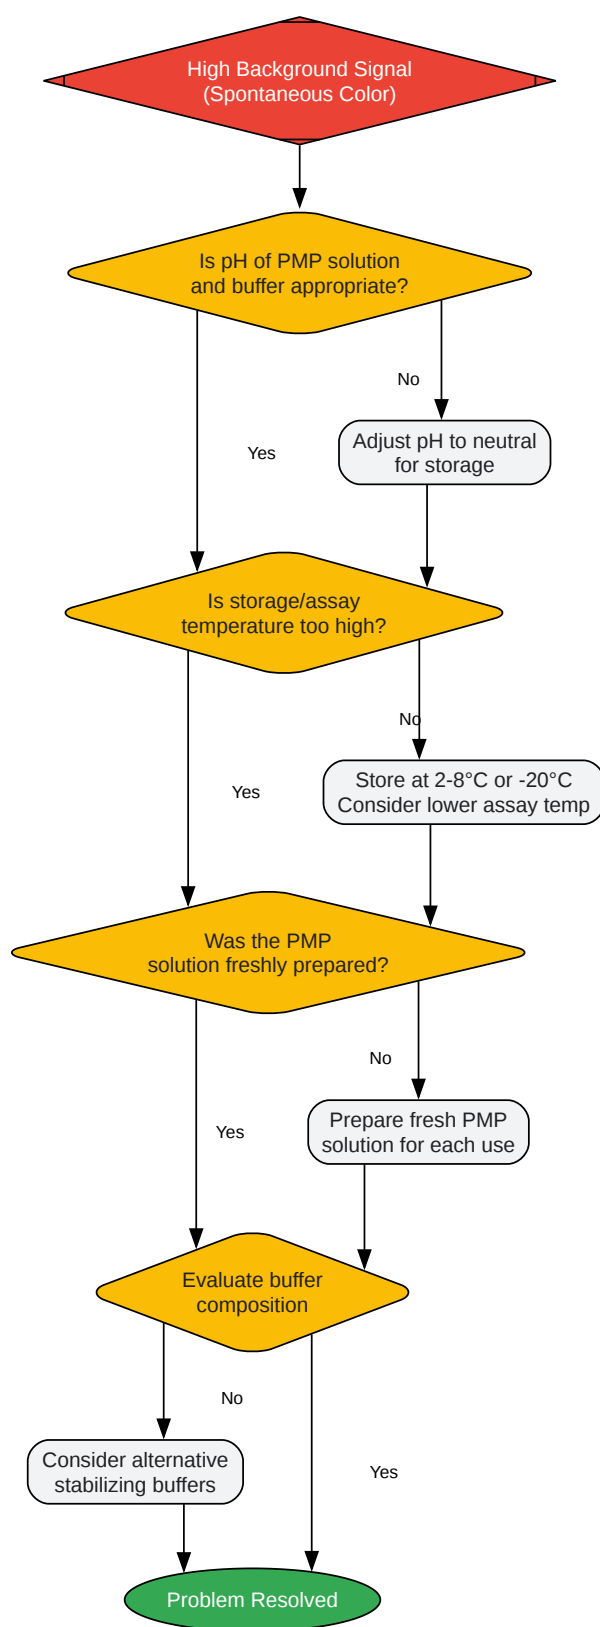 High Background Signal
(Spontaneous Color)
Is pH of PMP solution
and buffer appropriate?
No
Adjust pH to neutral
for storage
Yes
Is storage/assay
temperature too high?
No
Store at 2-8°C or -20°C
Consider lower assay temp
Yes
Was the PMP
solution freshly prepared?
No
Prepare fresh PMP
solution for each use
Yes
Evaluate buffer
composition
No
Consider alternative
stabilizing buffers
Yes
Problem Resolved